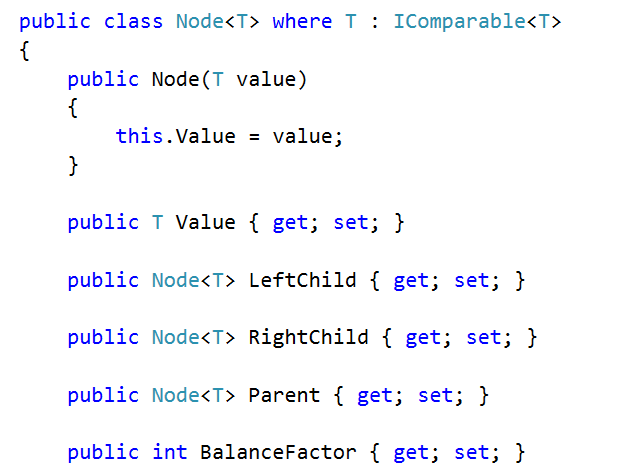 public class Node<T> where T : IComparable<T>
{
    public Node(T value)
    {
        this.Value = value;
    }
    public T Value { get; set; }
    public Node<T> LeftChild { get; set; }
    public Node<T> RightChild { get; set; }
    public Node<T> Parent { get; set; }
    public int BalanceFactor { get; set; }